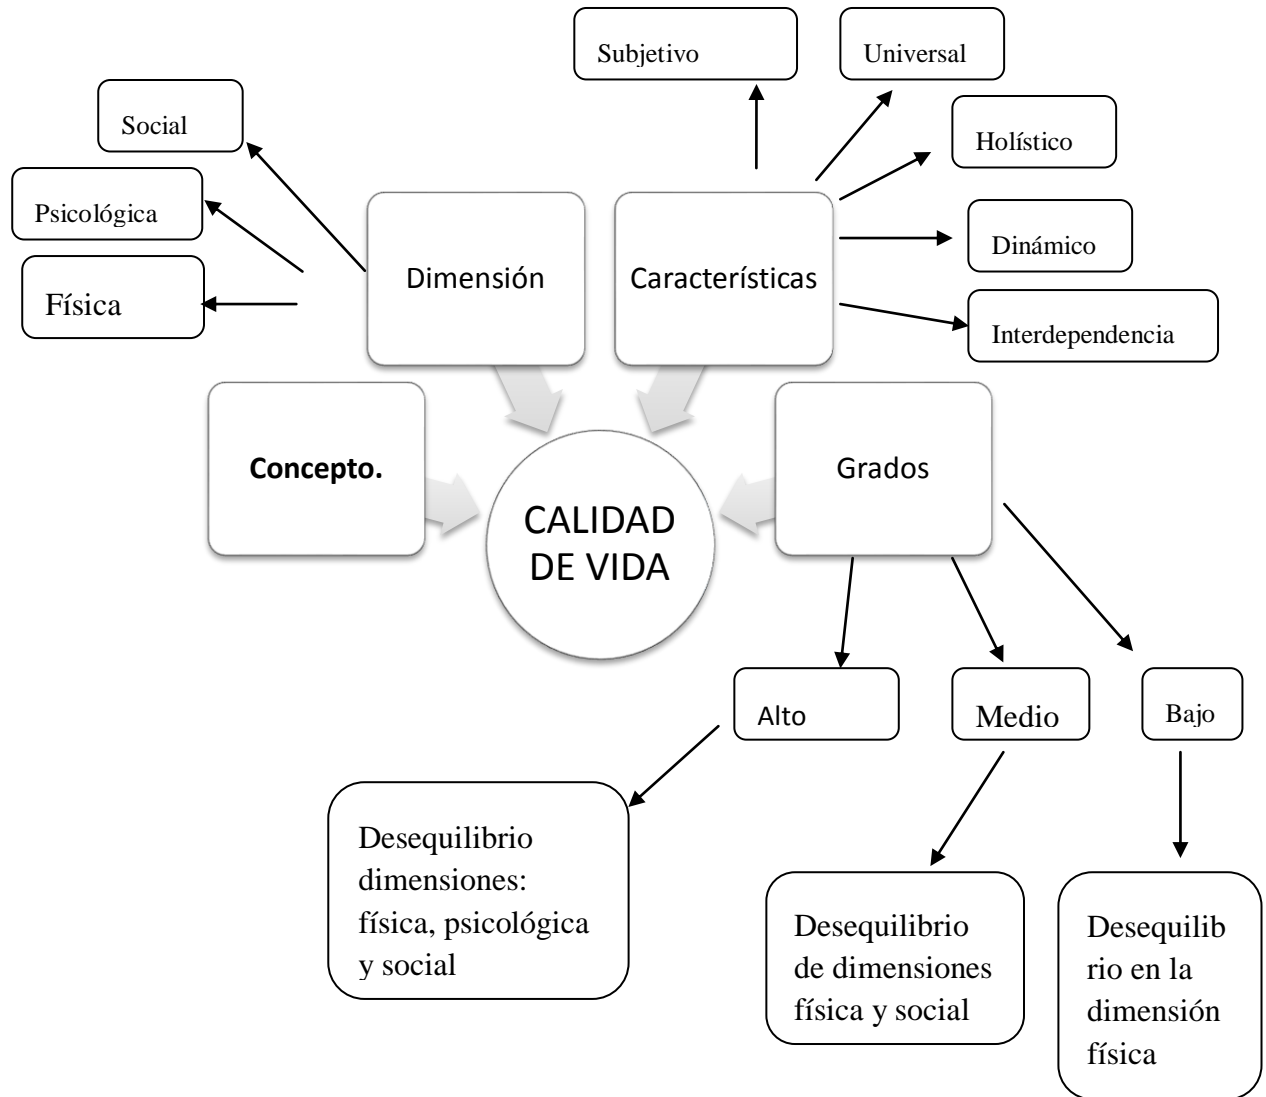 Subjetivo
Universal
Social
Holístico
Psicológica
Dinámico
Física
Interdependencia
Dimensión
Característícas
Concepto.
Grados
CALIDAD
DE VIDA
Alto
Medio
Bajo
Desequilibrio
dimensiones:
física, psicológica
y social
Desequilibrio
de dimensiones
física y social
Desequilib
rio en la
dimensión
física